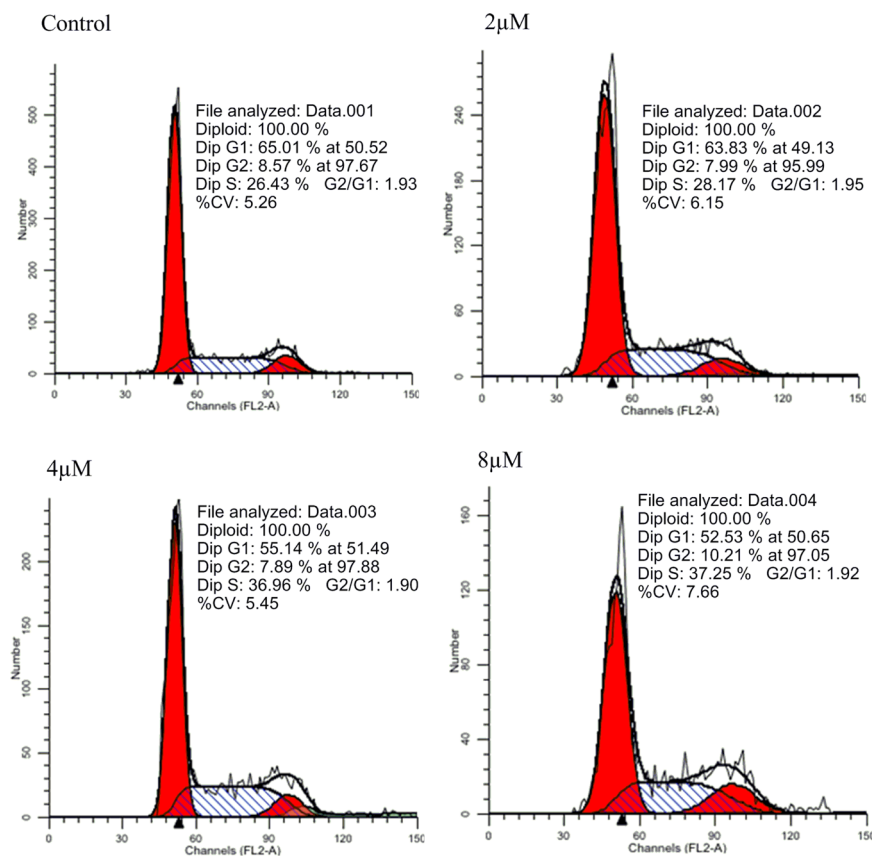 Control
File analyzed: Data.001
Diploid: 100.00 %
Dip G1: 65.01 % at 50.52
Dip G2: 8.57 % at 97.67
Dip S: 26.43 % G2/G1: 1.93
%CV: 5.26
Number
0 100 200 300 400 500
0 30 60 90 120 150
Channels (FL2-A)
2µM
File analyzed: Data.002
Diploid: 100.00 %
Dip G1: 63.83 % at 49.13
Dip G2: 7.99 % at 95.99
Dip S: 28.17 % G2/G1: 1.95
%CV: 6.15
Number
0 60 120 180 240
0 30 60 90 120 150
Channels (FL2-A)
4µM
File analyzed: Data.003
Diploid: 100.00 %
Dip G1: 55.14 % at 51.49
Dip G2: 7.89 % at 97.88
Dip S: 36.96 % G2/G1: 1.90
%CV: 5.45
Number
0 50 100 150 200
0 30 60 90 120 150
Channels (FL2-A)
8µM
File analyzed: Data.004
Diploid: 100.00 %
Dip G1: 52.53 % at 50.65
Dip G2: 10.21 % at 97.05
Dip S: 37.25 % G2/G1: 1.92
%CV: 7.66
Number
0 40 80 120 160
0 30 60 90 120 150
Channels (FL2-A)